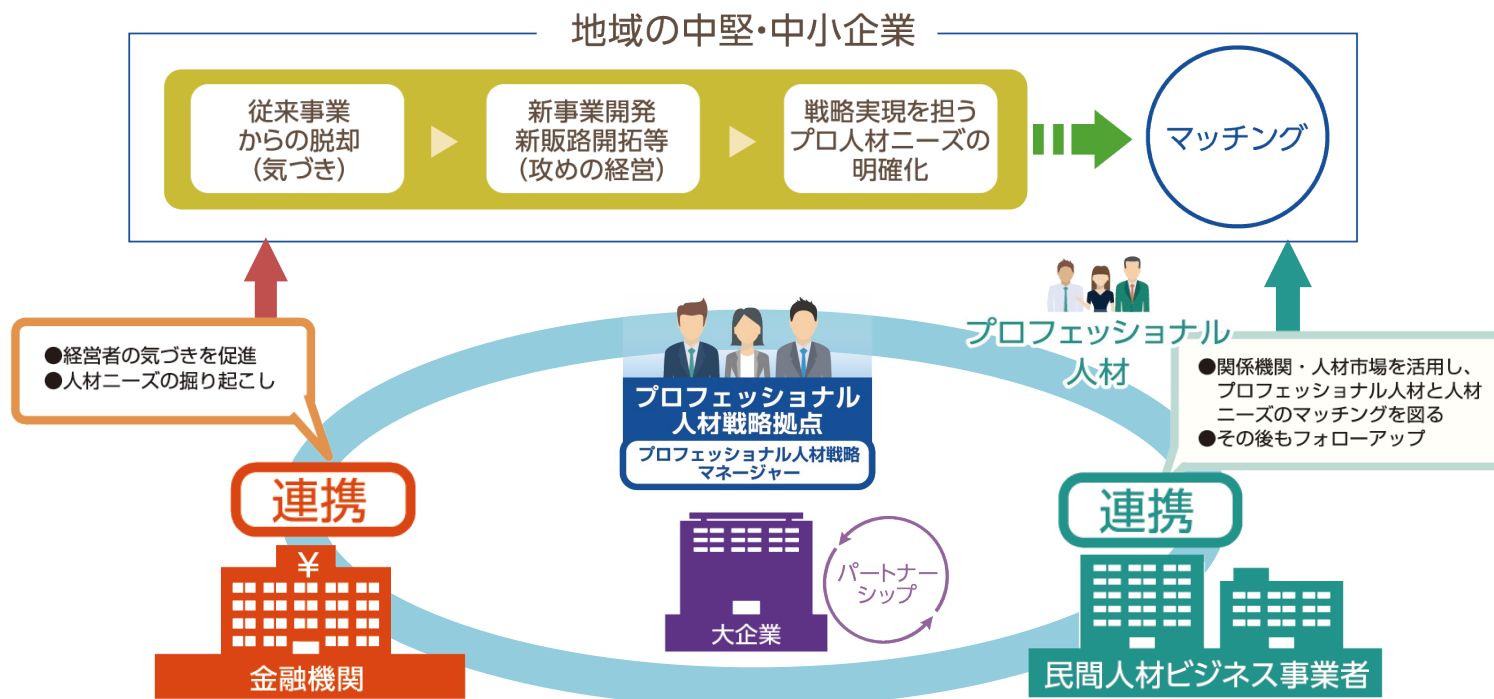 地域の中堅・中小企業
従来事業
からの脱却
(気づき)
新事業開発
新販路開拓等
(攻めの経営)
戦略実現を担う
プロ人材ニーズの
明確化
マッチング
●経営者の気づきを促進
●人材ニーズの掘り起こし
プロフェッショナル
人材戦略拠点
プロフェッショナル人材戦略
マネージャー
プロフェッショナル
人材
●関係機関・人材市場を活用し、
プロフェッショナル人材と人材
ニーズのマッチングを図る
●その後もフォローアップ
連携
¥
金融機関
大企業
パートナー
シップ
連携
民間人材ビジネス事業者